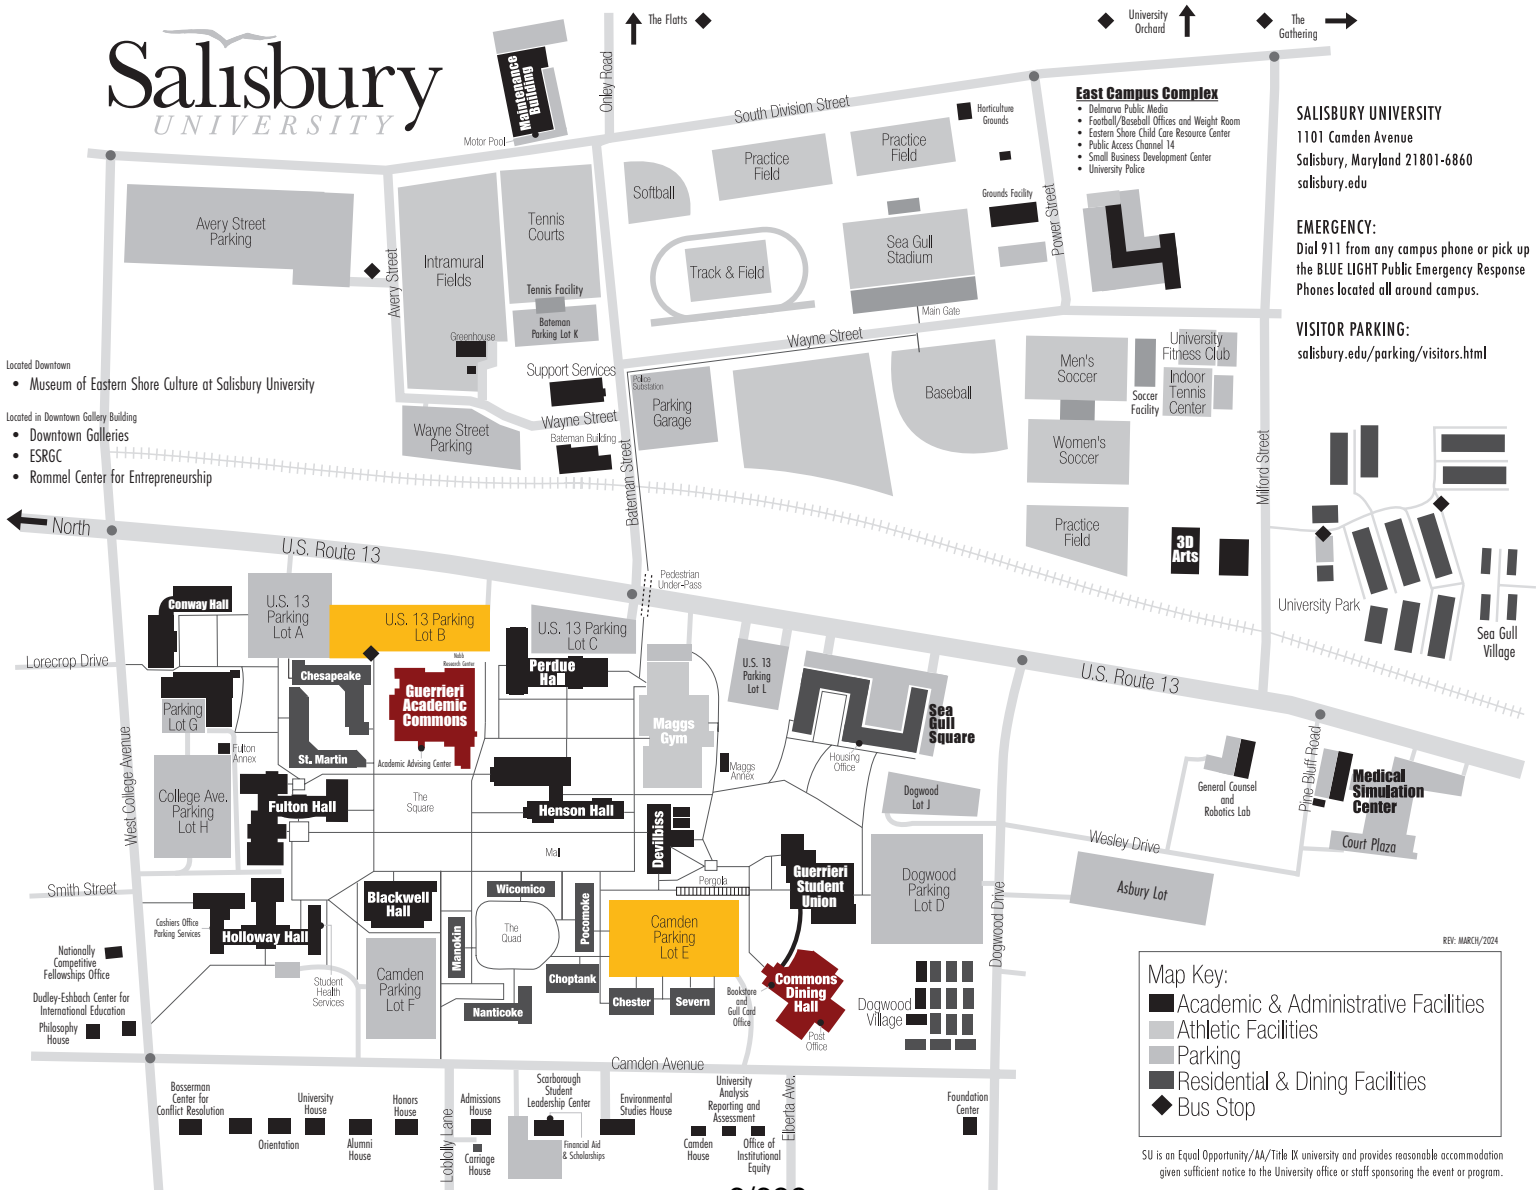 Salisbury
UNIVERSITY
The Flatts
University
Orchard
The
Gathering
Maintenance
Building
Motor Pool
Onley Road
South Division Street
Horticulture
Grounds
East Campus Complex
• Delmarva Public Media
• Football/Baseball Offices and Weight Room
• Eastern Shore Child Care Resource Center
• Public Access Channel 14
• Small Business Development Center
• University Police
SALISBURY UNIVERSITY
1101 Camden Avenue
Salisbury, Maryland 21801-6860
salisbury.edu
EMERGENCY:
Dial 911 from any campus phone or pick up
the BLUE LIGHT Public Emergency Response
Phones located all around campus.
VISITOR PARKING:
salisbury.edu/parking/visitors.html
Avery Street
Parking
Avery Street
Intramural
Fields
Tennis
Courts
Tennis Facility
Bateman
Parking Lot K
Greenhouse
Softball
Practice
Field
Practice
Field
Track & Field
Sea Gull
Stadium
Grounds Facility
Power Street
Main Gate
Wayne Street
Located Downtown
• Museum of Eastern Shore Culture at Salisbury University
Located in Downtown Gallery Building
• Downtown Galleries
• ESRGC
• Rommel Center for Entrepreneurship
Support Services
Wayne Street
Wayne Street
Parking
Bateman Building
Bateman Street
Police
Substation
Parking
Garage
Baseball
Men's
Soccer
Soccer
Facility
University
Fitness Club
Indoor
Tennis
Center
Women's
Soccer
Practice
Field
3D
Arts
Milford Street
University Park
Sea Gull
Village
North
U.S. Route 13
Pedestrian
Under-Pass
U.S. Route 13
Conway Hall
U.S. 13
Parking
Lot A
U.S. 13 Parking
Lot B
U.S. 13 Parking
Lot C
Lorecrop Drive
Chesapeake
Nabb
Research Center
Guerrieri
Academic
Commons
Academic Advising Center
Perdue
Hall
Maggs
Gym
U.S. 13
Parking
Lot L
Sea
Gull
Square
Housing
Office
Maggs
Annex
Parking
Lot G
Fulton
Annex
St. Martin
West College Avenue
College Ave.
Parking
Lot H
Fulton Hall
The
Square
Henson Hall
Mall
Devilbiss
Dogwood
Lot J
General Counsel
and
Robotics Lab
Pine Bluff Road
Medical
Simulation
Center
Court Plaza
Wesley Drive
Asbury Lot
Smith Street
Pergola
Guerrieri
Student
Union
Dogwood
Parking
Lot D
Dogwood Drive
Blackwell
Hall
Wicomico
Pocomoke
Manokin
The
Quad
Choptank
Nanticoke
Camden
Parking
Lot E
Chester
Severn
Cashiers Office
Parking Services
Holloway Hall
Student
Health
Services
Camden
Parking
Lot F
Nationally
Competitive
Fellowships Office
Dudley-Eshbach Center for
International Education
Philosophy
House
Bookstore
and
Gull Card
Office
Commons
Dining
Hall
Post
Office
Dogwood
Village
Camden Avenue
Bosserman
Center for
Conflict Resolution
Orientation
University
House
Alumni
House
Honors
House
Loblolly Lane
Admissions
House
Carriage
House
Scarborough
Student
Leadership Center
Financial Aid
& Scholarships
Environmental
Studies House
University
Analysis
Reporting and
Assessment
Camden
House
Office of
Institutional
Equity
Elberta Ave.
Foundation
Center
REV: MARCH/2024
Map Key:
Academic & Administrative Facilities
Athletic Facilities
Parking
Residential & Dining Facilities
Bus Stop
SU is an Equal Opportunity/AA/Title IX university and provides reasonable accommodation
given sufficient notice to the University office or staff sponsoring the event or program.